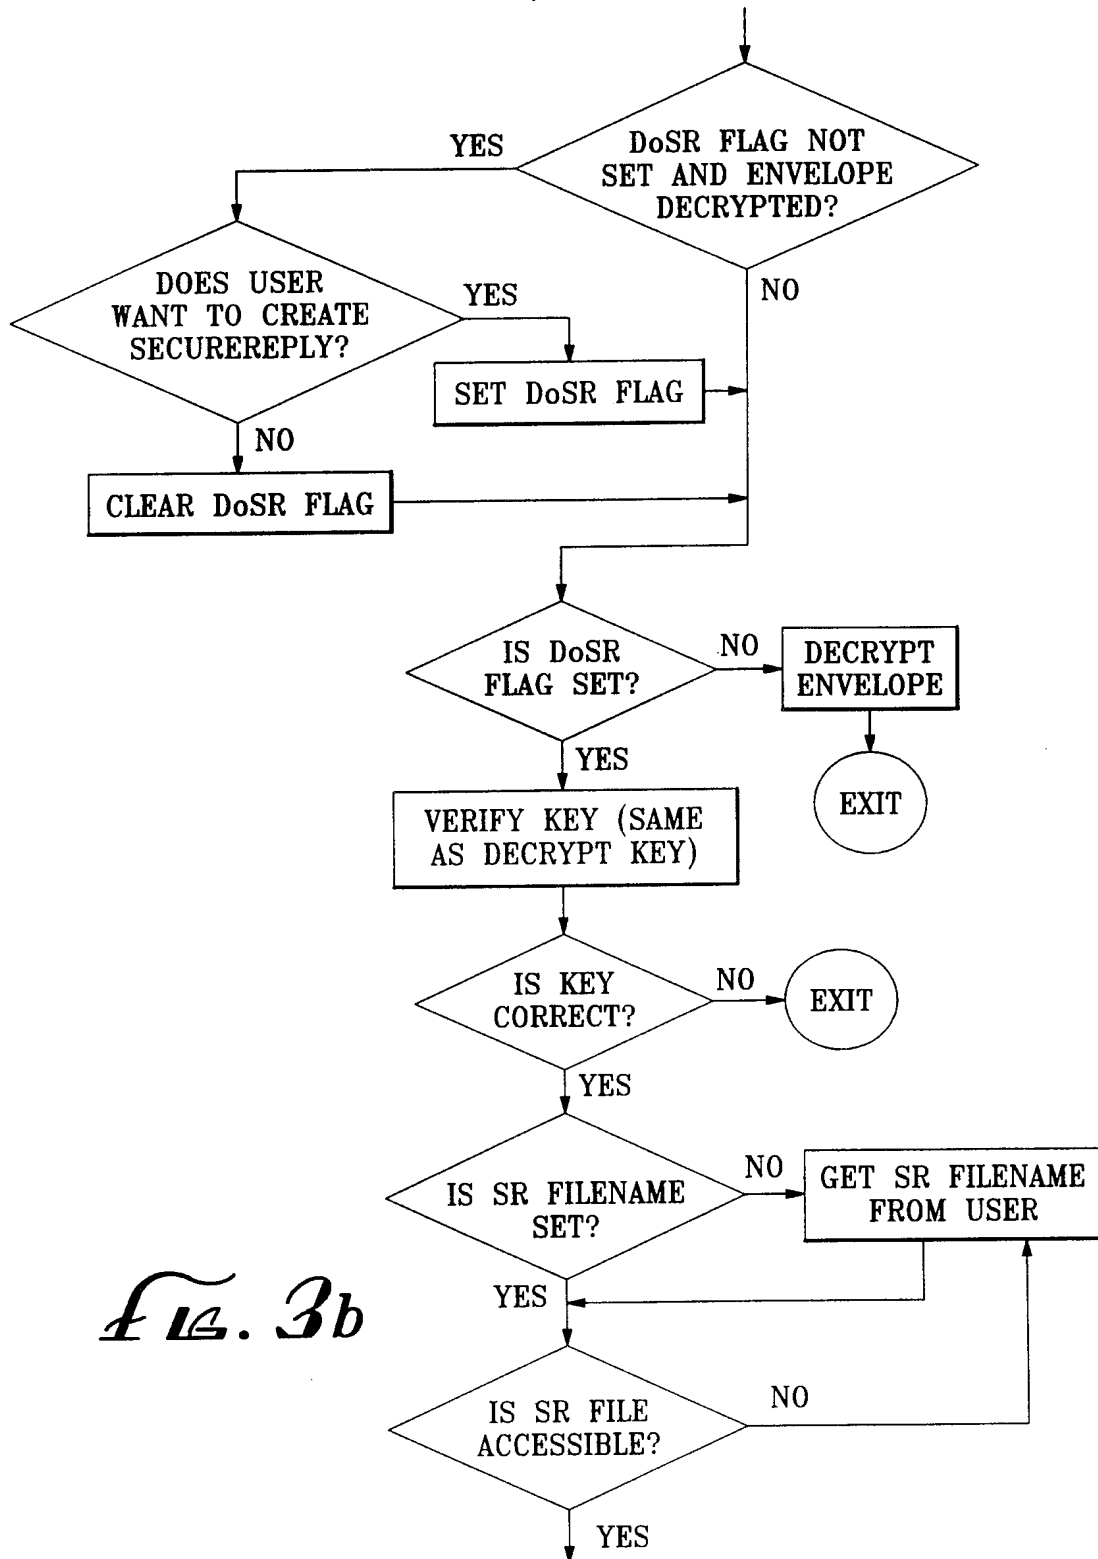 YES
DoSR FLAG NOT
SET AND ENVELOPE
DECRYPTED?
NO
DOES USER
WANT TO CREATE
SECUREREPLY?
YES
SET DoSR FLAG
NO
CLEAR DoSR FLAG
IS DoSR
FLAG SET?
NO
DECRYPT
ENVELOPE
EXIT
YES
VERIFY KEY (SAME
AS DECRYPT KEY)
IS KEY
CORRECT?
NO
EXIT
YES
IS SR FILENAME
SET?
NO
GET SR FILENAME
FROM USER
YES
IS SR FILE
ACCESSIBLE?
NO
YES
FIG. 3b